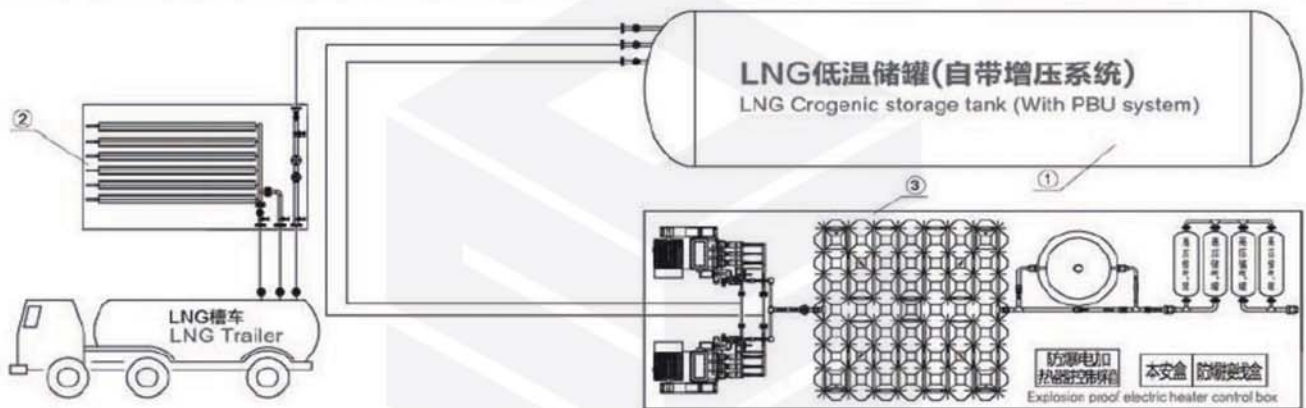 LNG低温储罐(自带增压系统)
LNG Crogenic storage tank (With PBU system)
②
①
③
LNG槽车
LNG Trailer
防爆电加
热器控制箱
本安盒
防爆接线盒
Explosion proof electric heater control box